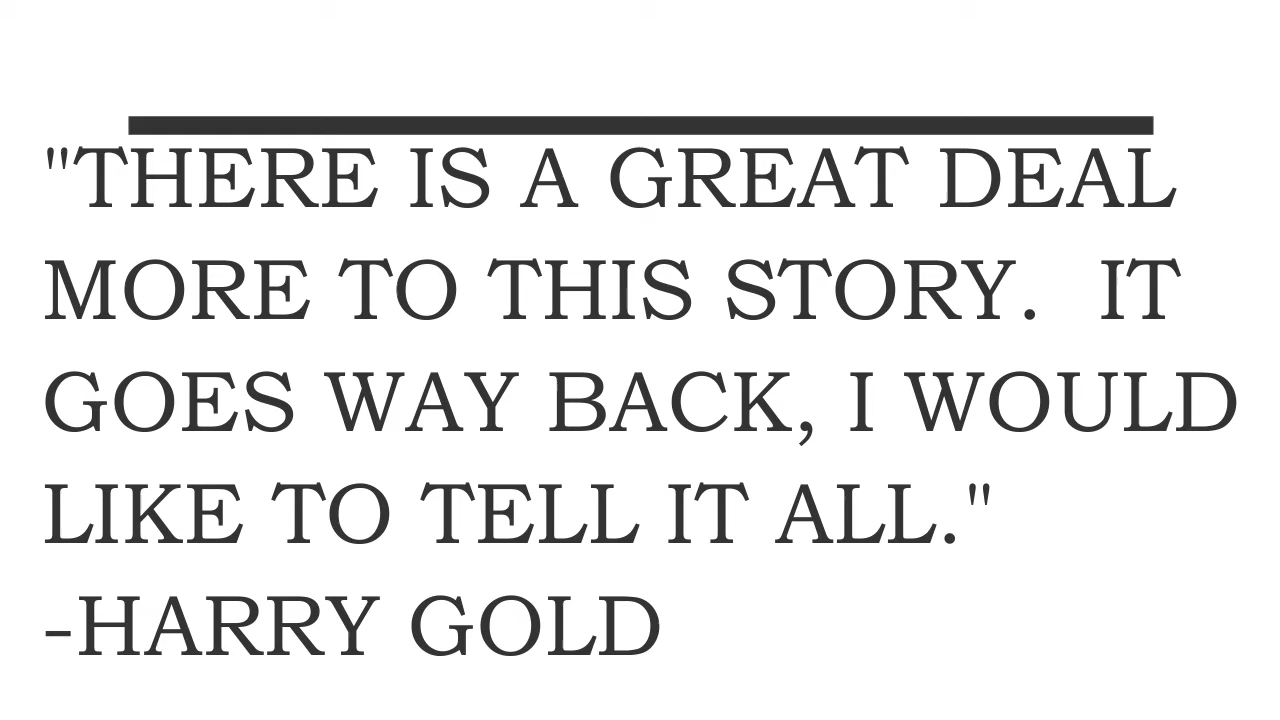 "THERE IS A GREAT DEAL
MORE TO THIS STORY.  IT
GOES WAY BACK, I WOULD
LIKE TO TELL IT ALL."
-HARRY GOLD